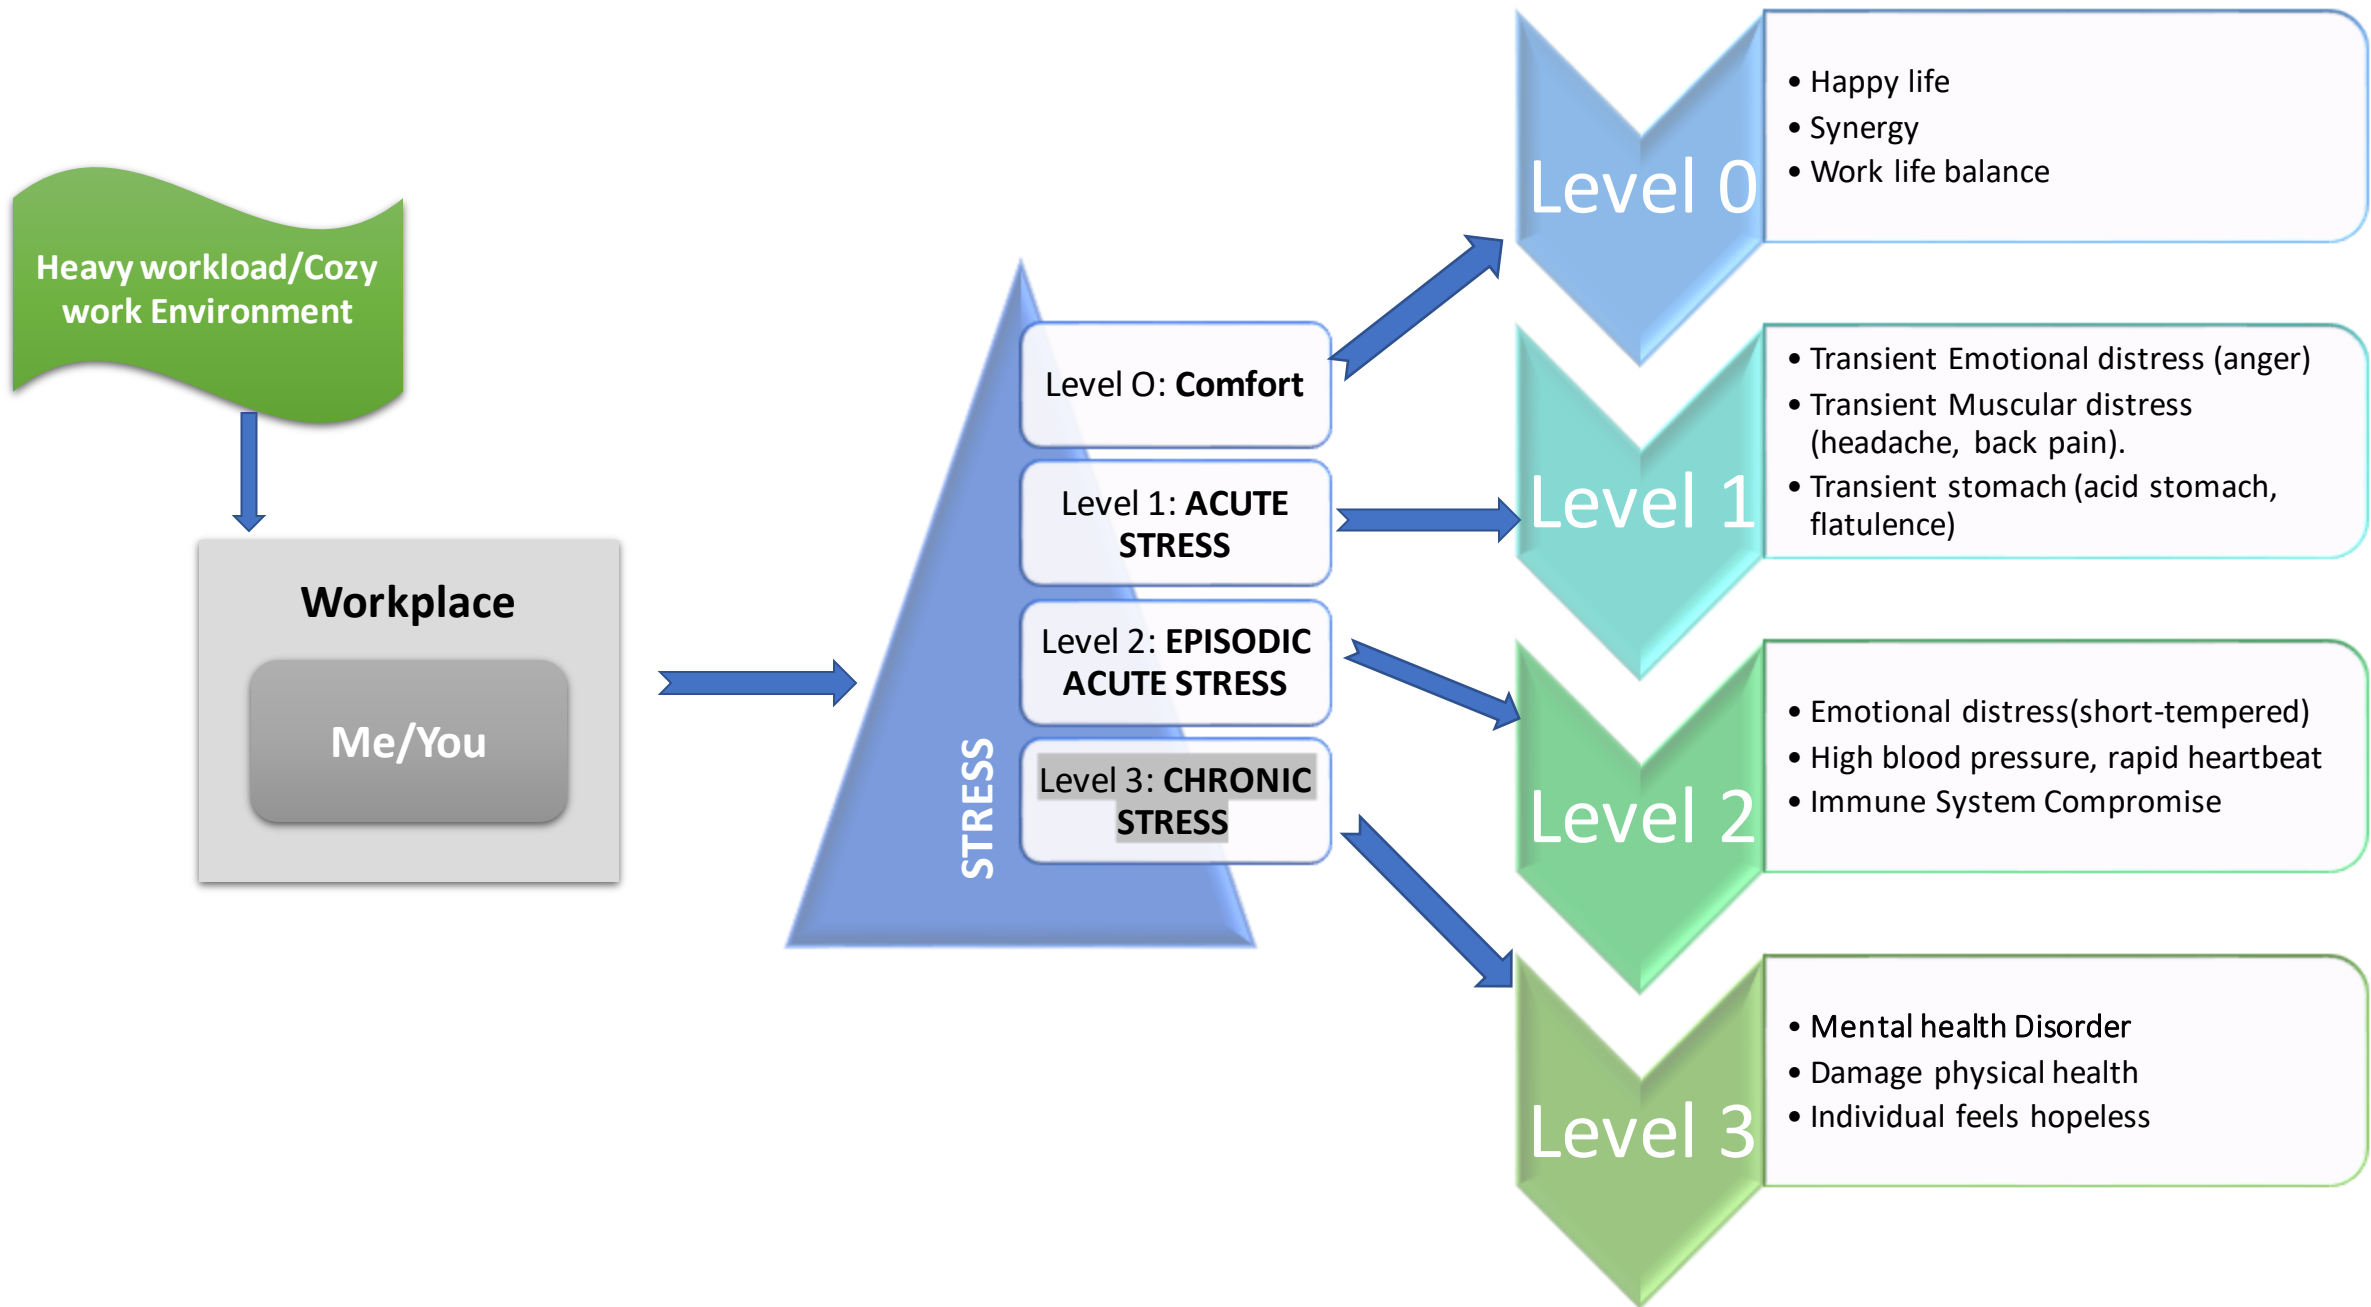 Heavy workload/Cozy
work Environment
Workplace
Me/You
STRESS
Level O: Comfort
Level 1: ACUTE
STRESS
Level 2: EPISODIC
ACUTE STRESS
Level 3: CHRONIC
STRESS
Level 0
• Happy life
• Synergy
• Work life balance
Level 1
• Transient Emotional distress (anger)
• Transient Muscular distress
(headache, back pain).
• Transient stomach (acid stomach,
flatulence)
Level 2
• Emotional distress(short-tempered)
• High blood pressure, rapid heartbeat
• Immune System Compromise
Level 3
• Mental health Disorder
• Damage physical health
• Individual feels hopeless